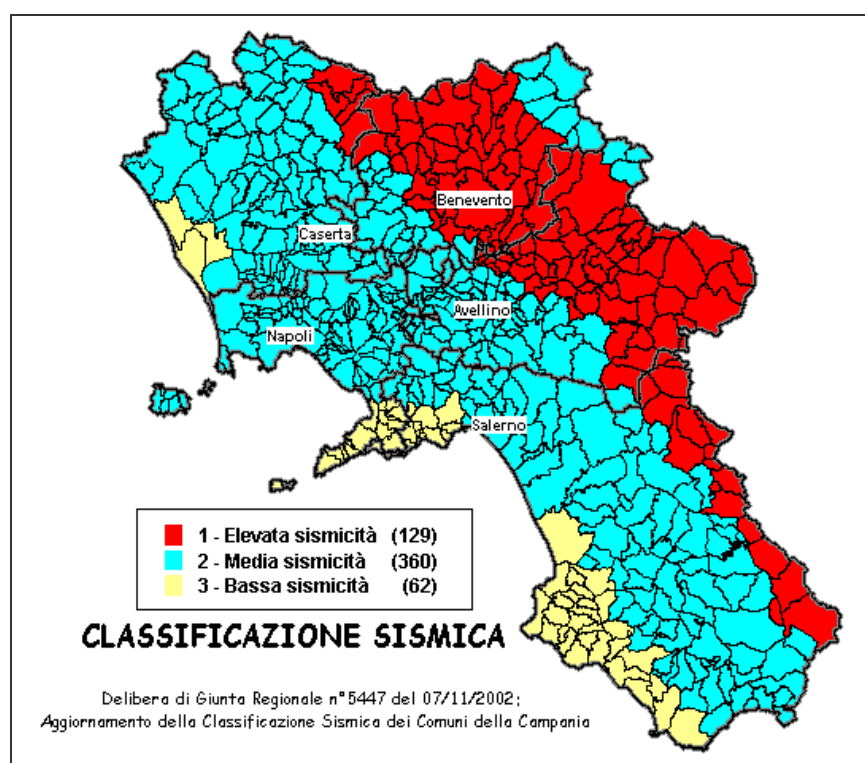 Benevento
Caserta
Avellino
Napoli
Salerno
1 - Elevata sismicità (129)
2 - Media sismicità (360)
3 - Bassa sismicità (62)
CLASSIFICAZIONE SISMICA
Delibera di Giunta Regionale n°5447 del 07/11/2002;
Aggiornamento della Classificazione Sismica dei Comuni della Campania